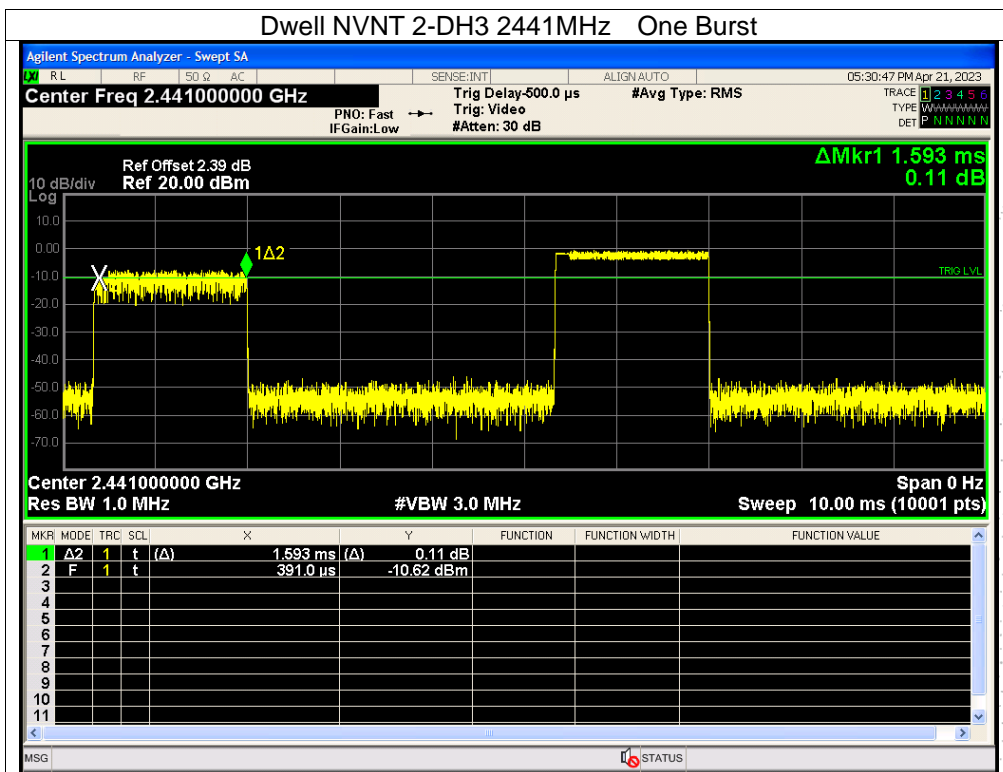 Dwell NVNT 2-DH3 2441MHz One Burst
Agilent Spectrum Analyzer - Swept SA
LXI RL RF 50 Ω AC SENSE:INT ALIGN AUTO 05:30:47 PM Apr 21, 2023
Center Freq 2.441000000 GHz Trig Delay-500.0 µs #Avg Type: RMS TRACE 1 2 3 4 5 6
PNO: Fast Trig: Video TYPE WWWWWW
IFGain:Low #Atten: 30 dB DET P N N N N N
ΔMkr1 1.593 ms
0.11 dB
Ref Offset 2.39 dB
10 dB/div Ref 20.00 dBm
Log
10.0
0.00
1Δ2
-10.0
TRIG LVL
-20.0
-30.0
-40.0
-50.0
-60.0
-70.0
Center 2.441000000 GHz Span 0 Hz
Res BW 1.0 MHz #VBW 3.0 MHz Sweep 10.00 ms (10001 pts)
MKR MODE TRC SCL X Y FUNCTION FUNCTION WIDTH FUNCTION VALUE
1 Δ2 1 t (Δ) 1.593 ms (Δ) 0.11 dB
2 F 1 t 391.0 µs -10.62 dBm
3
4
5
6
7
8
9
10
11
MSG STATUS